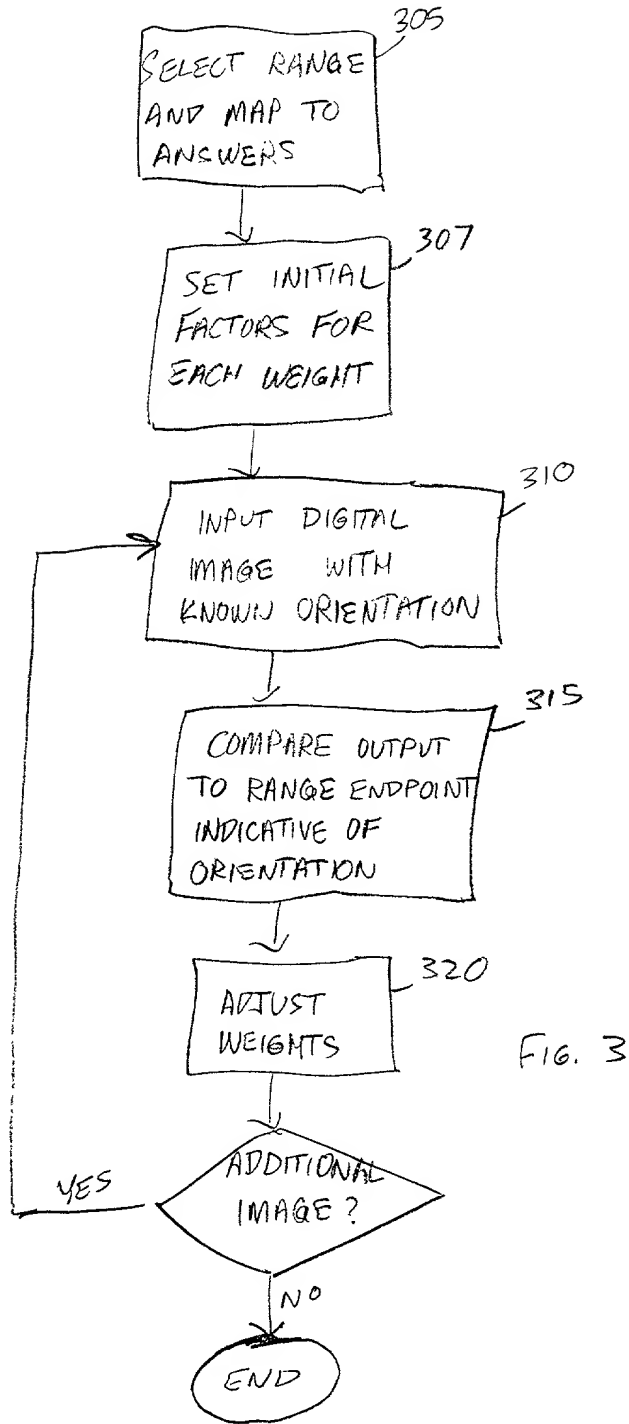 305
SELECT RANGE
AND MAP TO
ANSWERS
307
SET INITIAL
FACTORS FOR
EACH WEIGHT
310
INPUT DIGITAL
IMAGE WITH
KNOWN ORIENTATION
315
COMPARE OUTPUT
TO RANGE ENDPOINT
INDICATIVE OF
ORIENTATION
320
ADJUST
WEIGHTS
FIG. 3
ADDITIONAL
IMAGE?
YES
NO
END